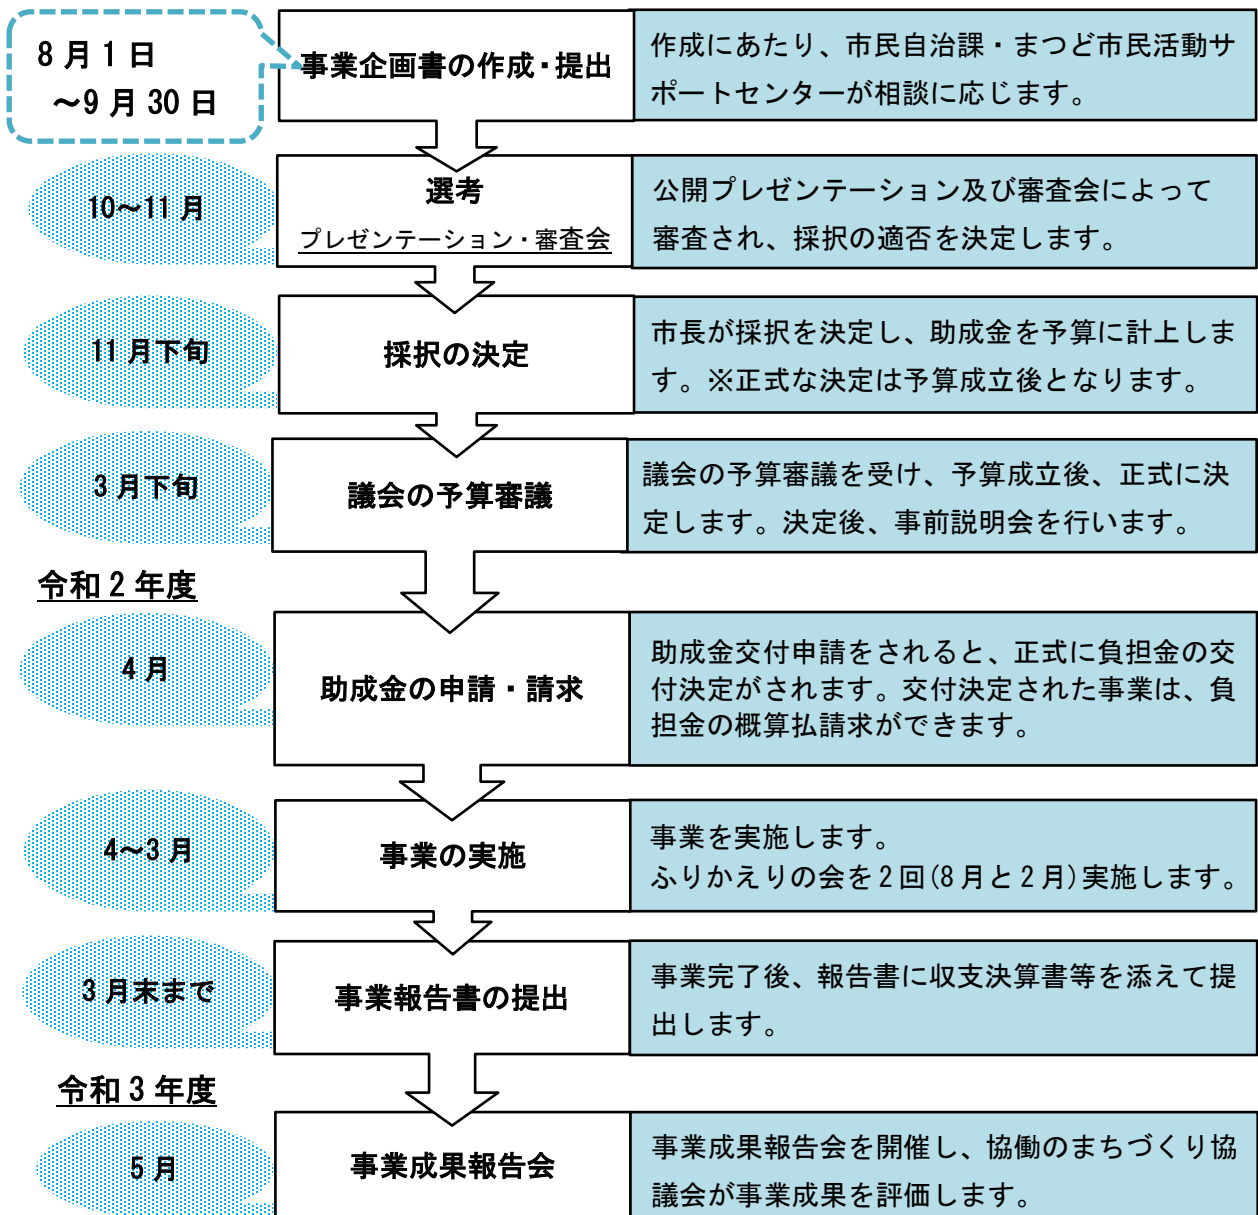 8月1日
～9月30日
事業企画書の作成・提出
作成にあたり、市民自治課・まつど市民活動サ
ポートセンターが相談に応じます。
10～11月
選考
プレゼンテーション・審査会
公開プレゼンテーション及び審査会によって
審査され、採択の適否を決定します。
11月下旬
採択の決定
市長が採択を決定し、助成金を予算に計上しま
す。※正式な決定は予算成立後となります。
3月下旬
議会の予算審議
議会の予算審議を受け、予算成立後、正式に決
定します。決定後、事前説明会を行います。
令和2年度
4月
助成金の申請・請求
助成金交付申請をされると、正式に負担金の交
付決定がされます。交付決定された事業は、負
担金の概算払請求ができます。
4～3月
事業の実施
事業を実施します。
ふりかえりの会を2回(8月と2月)実施します。
3月末まで
事業報告書の提出
事業完了後、報告書に収支決算書等を添えて提
出します。
令和3年度
5月
事業成果報告会
事業成果報告会を開催し、協働のまちづくり協
議会が事業成果を評価します。